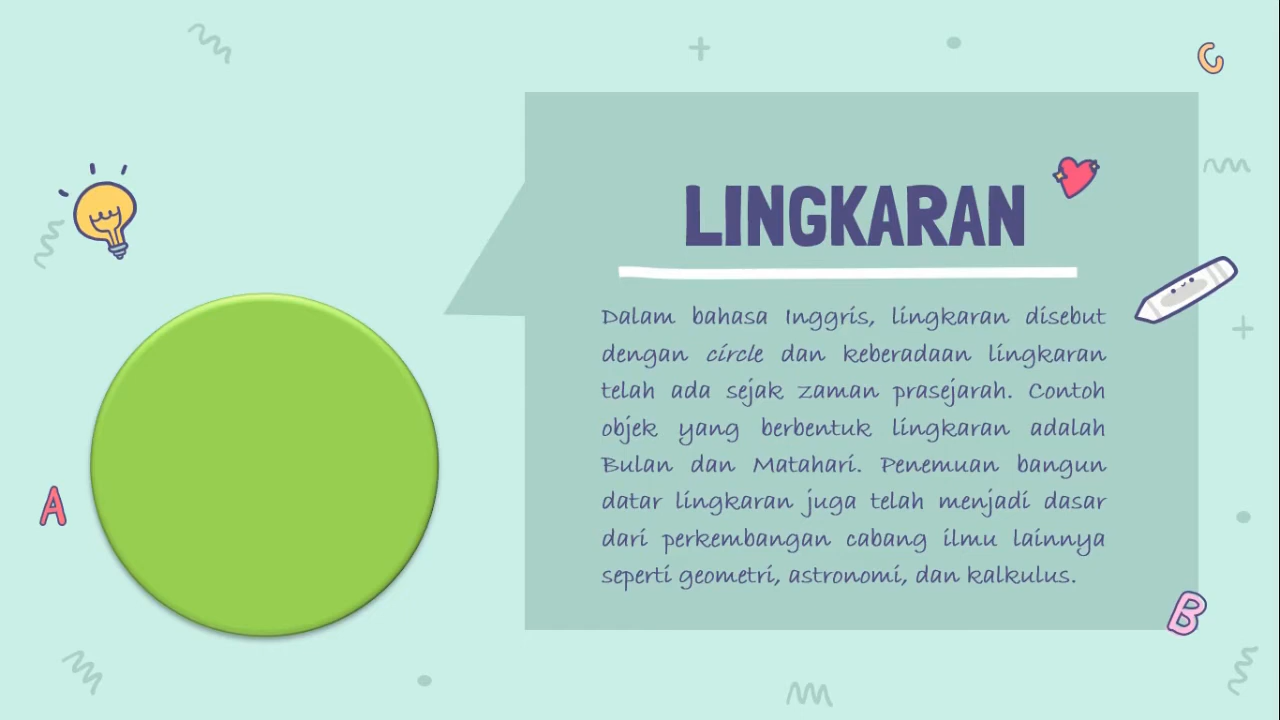 C
LINGKARAN
Dalam bahasa Inggris, lingkaran disebut
dengan circle dan keberadaan lingkaran
telah ada sejak zaman prasejarah. Contoh
objek yang berbentuk lingkaran adalah
Bulan dan Matahari. Penemuan bangun
datar lingkaran juga telah menjadi dasar
dari perkembangan cabang ilmu lainnya
seperti geometri, astronomi, dan kalkulus.
A
B